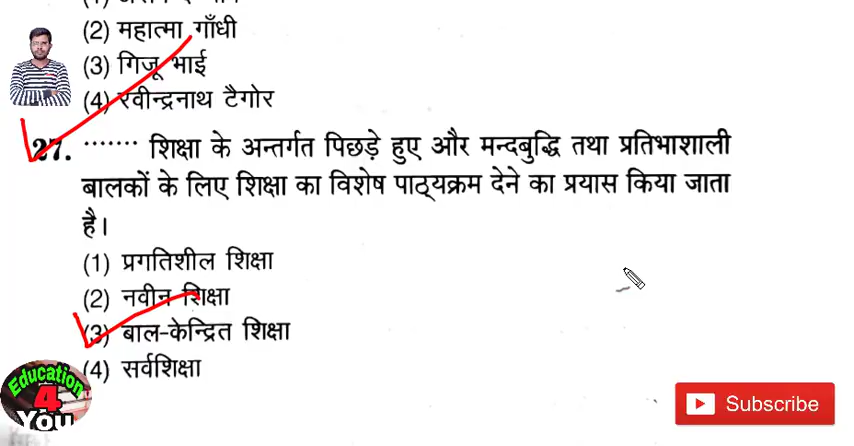 (2) महात्मा गाँधी
(3) गिजू भाई
(4) रवीन्द्रनाथ टैगोर
27. ······· शिक्षा के अन्तर्गत पिछड़े हुए और मन्दबुद्धि तथा प्रतिभाशाली
बालकों के लिए शिक्षा का विशेष पाठ्यक्रम देने का प्रयास किया जाता
है।
(1) प्रगतिशील शिक्षा
(2) नवीन शिक्षा
(3) बाल-केन्द्रित शिक्षा
(4) सर्वशिक्षा
Education
4
You
Subscribe